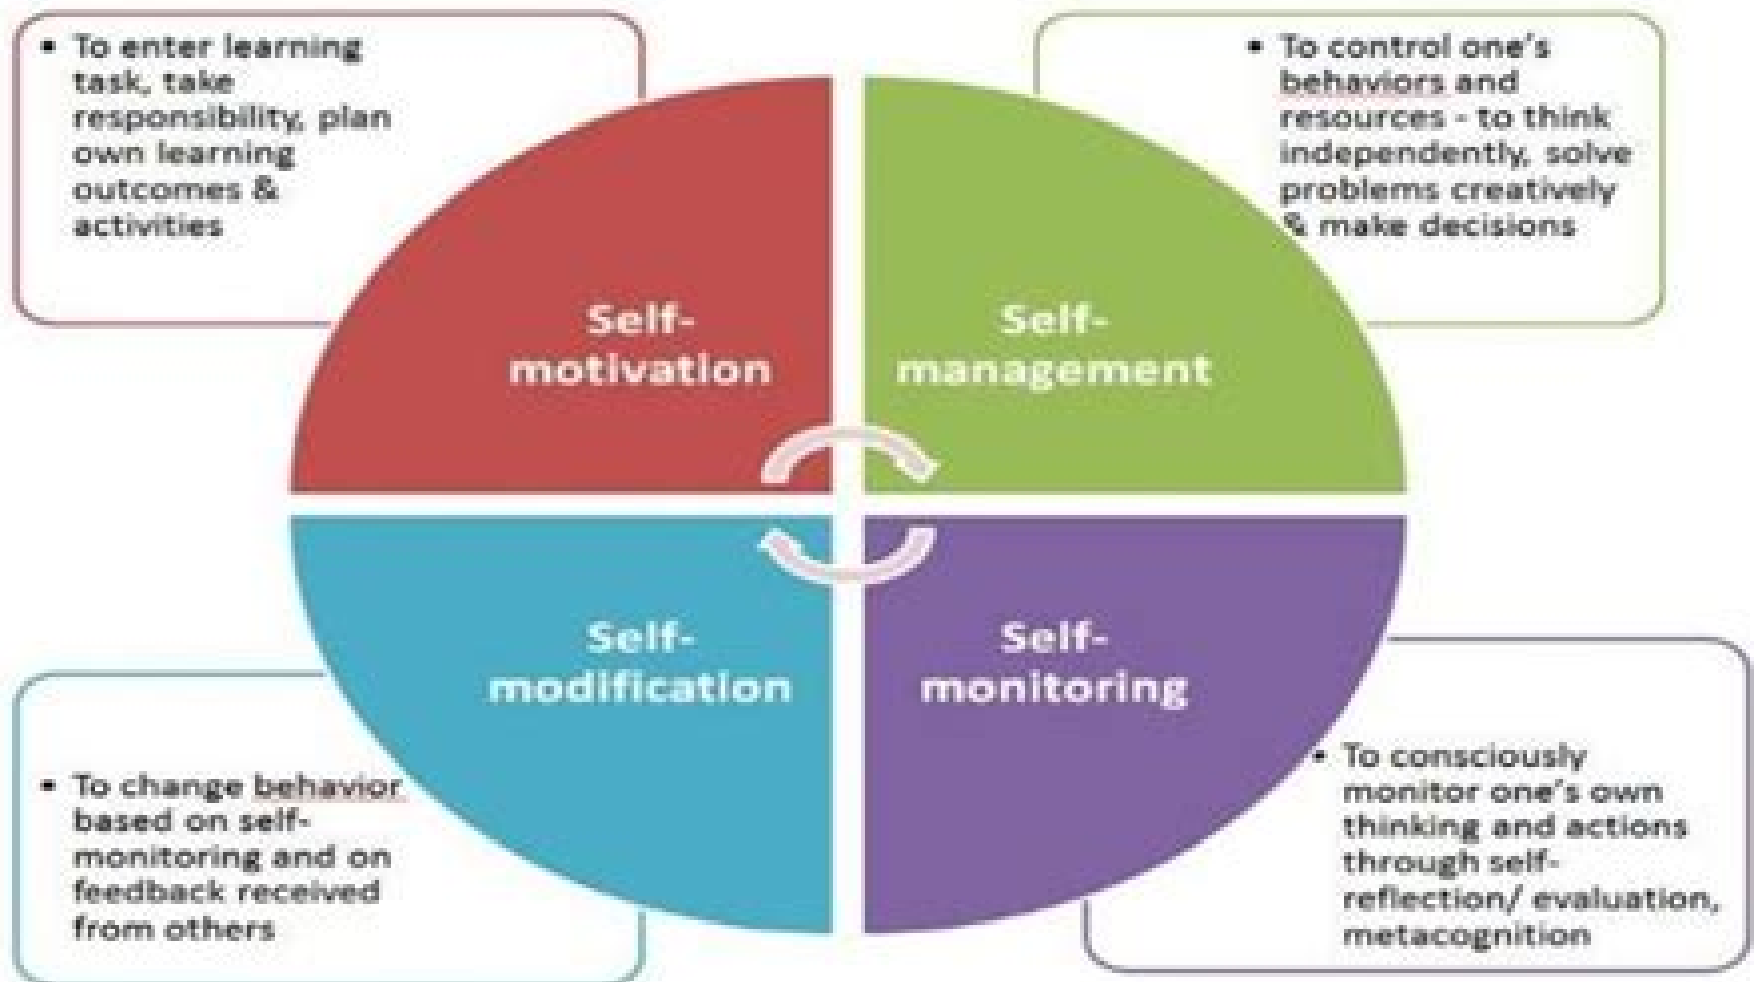 • To enter learning
task, take
responsibility, plan
own learning
outcomes &
activities
• To control one's
behaviors and
resources - to think
independently, solve
problems creatively
& make decisions
Self-
motivation
Self-
management
Self-
modification
Self-
monitoring
• To change behavior
based on self-
monitoring and on
feedback received
from others
• To consciously
monitor one's own
thinking and actions
through self-
reflection/ evaluation,
metacognition